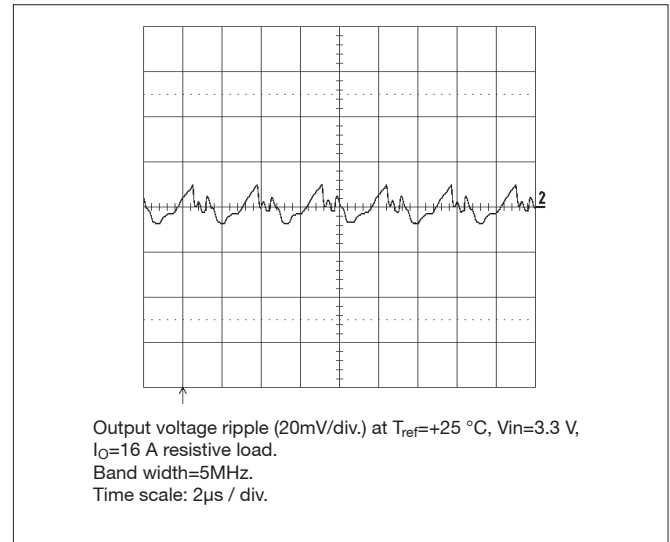 2
Output voltage ripple (20mV/div.) at Tref=+25 °C, Vin=3.3 V,
IO=16 A resistive load.
Band width=5MHz.
Time scale: 2µs / div.